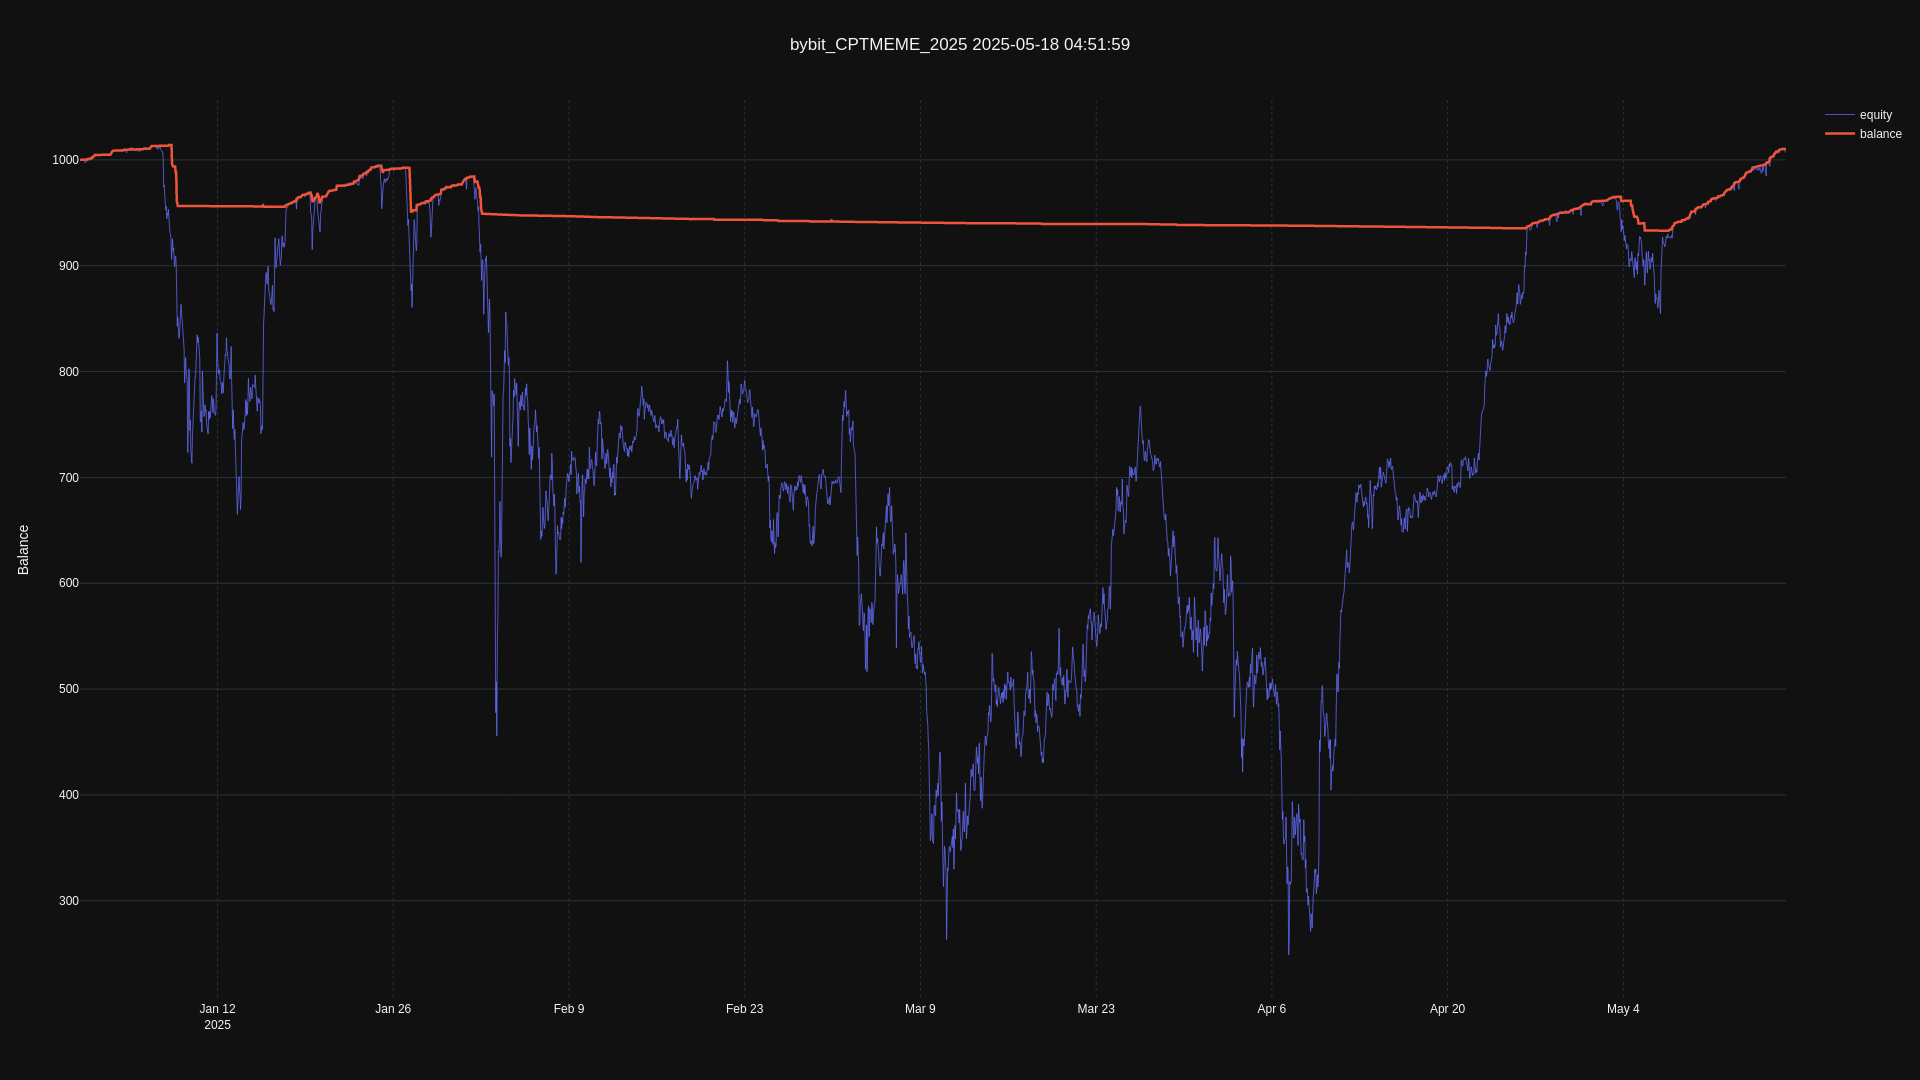 bybit_CPTMEME_2025 2025-05-18 04:51:59
equity
balance
Balance
1000
900
800
700
600
500
400
300
Jan 12
2025
Jan 26
Feb 9
Feb 23
Mar 9
Mar 23
Apr 6
Apr 20
May 4